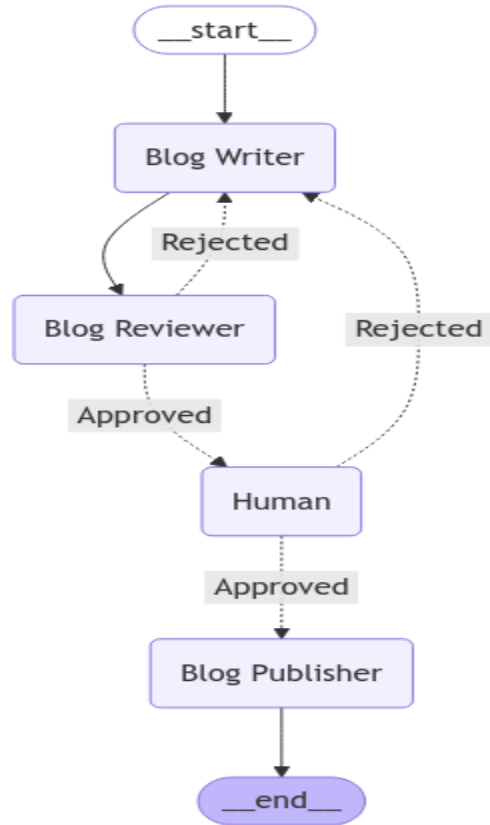 __start__
Blog Writer
Rejected
Blog Reviewer
Rejected
Approved
Human
Approved
Blog Publisher
__end__